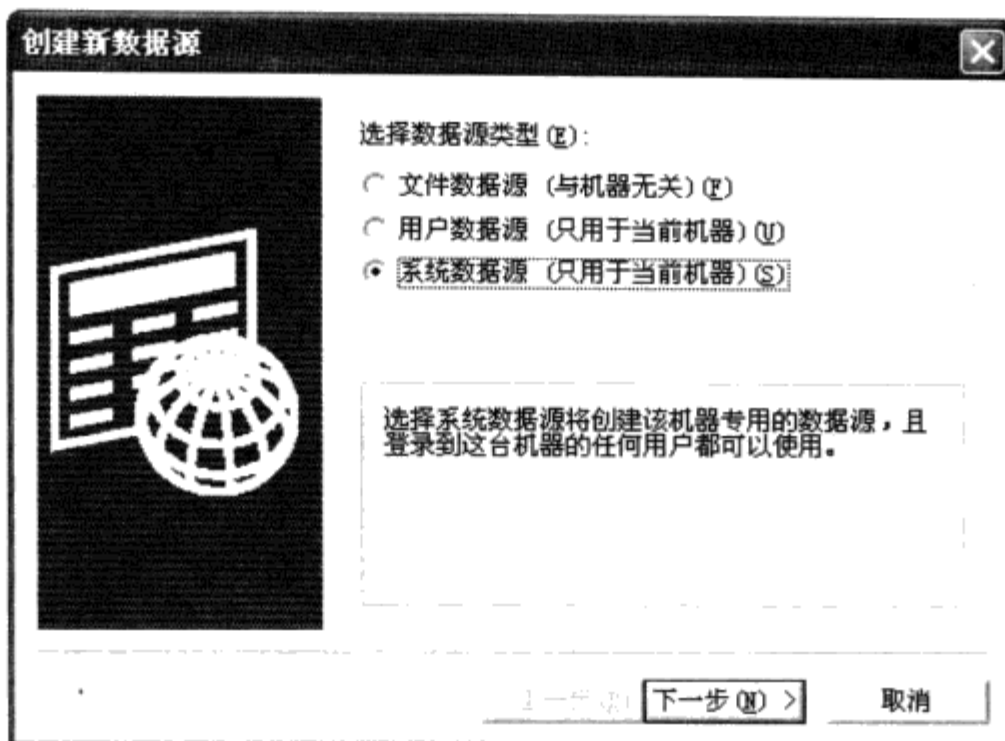 创建新数据源
选择数据源类型(E):
文件数据源 (与机器无关)(F)
用户数据源 (只用于当前机器)(U)
系统数据源 (只用于当前机器)(S)
选择系统数据源将创建该机器专用的数据源，且
登录到这台机器的任何用户都可以使用。
下一步(N) >
取消